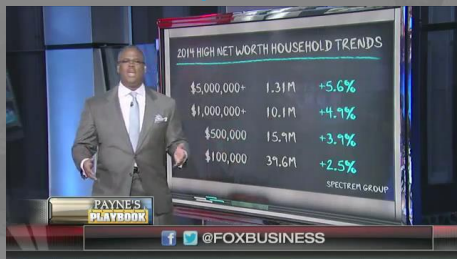 2014 HIGH NET WORTH HOUSEHOLD TRENDS
$5,000,000+ 1.31M +5.6%
$1,000,000+ 10.1M +4.9%
$500,000 15.9M +3.9%
$100,000 39.6M +2.5%
SPECTREM GROUP
PAYNE'S
PLAYBOOK
f @FOXBUSINESS